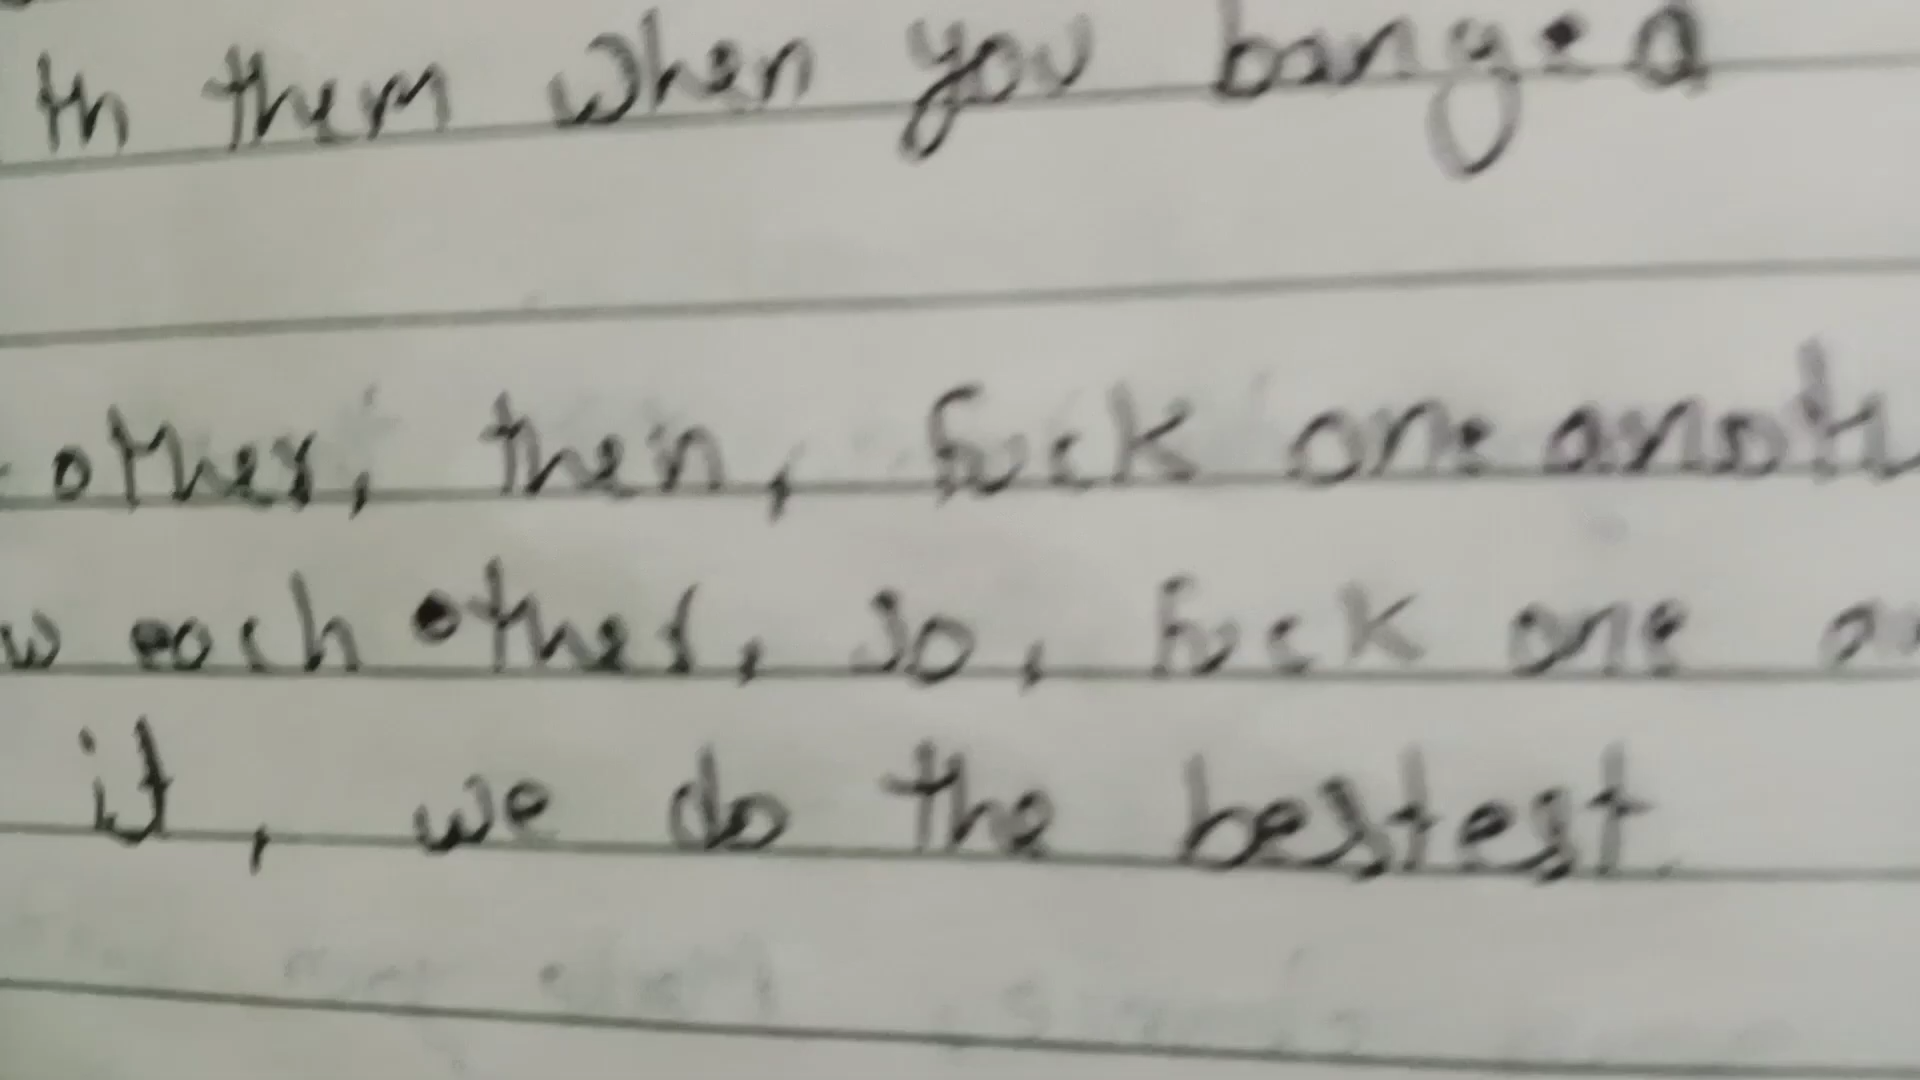 th them when you banged
other, then, fuck one anoth
w each other, so, fuck one a
it, we do the bestest